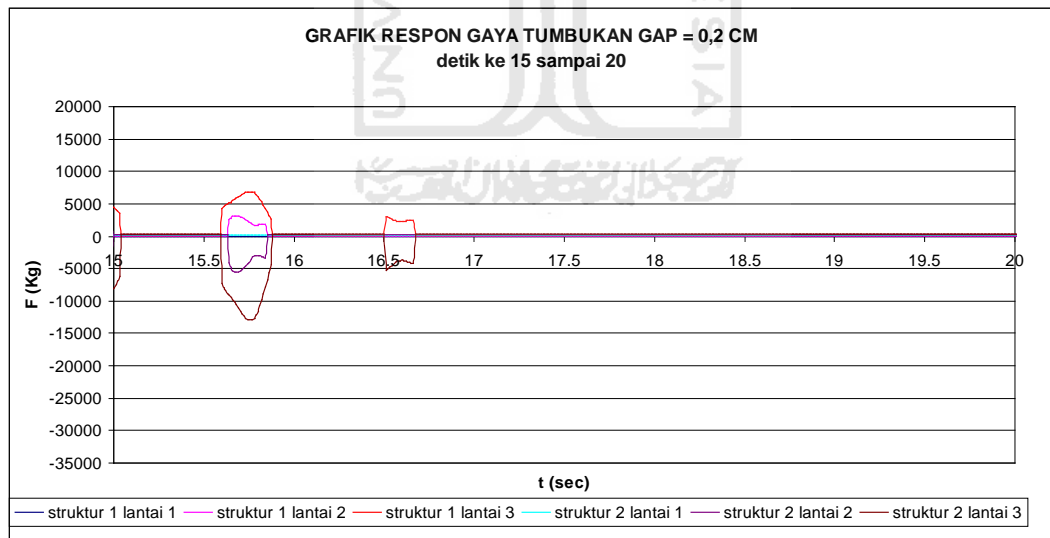 GRAFIK RESPON GAYA TUMBUKAN GAP = 0,2 CM
detik ke 15 sampai 20
20000
15000
10000
5000
0
-5000
-10000
-15000
-20000
-25000
-30000
-35000
15 15.5 16 16.5 17 17.5 18 18.5 19 19.5 20
F (Kg)
t (sec)
struktur 1 lantai 1 struktur 1 lantai 2 struktur 1 lantai 3 struktur 2 lantai 1 struktur 2 lantai 2 struktur 2 lantai 3